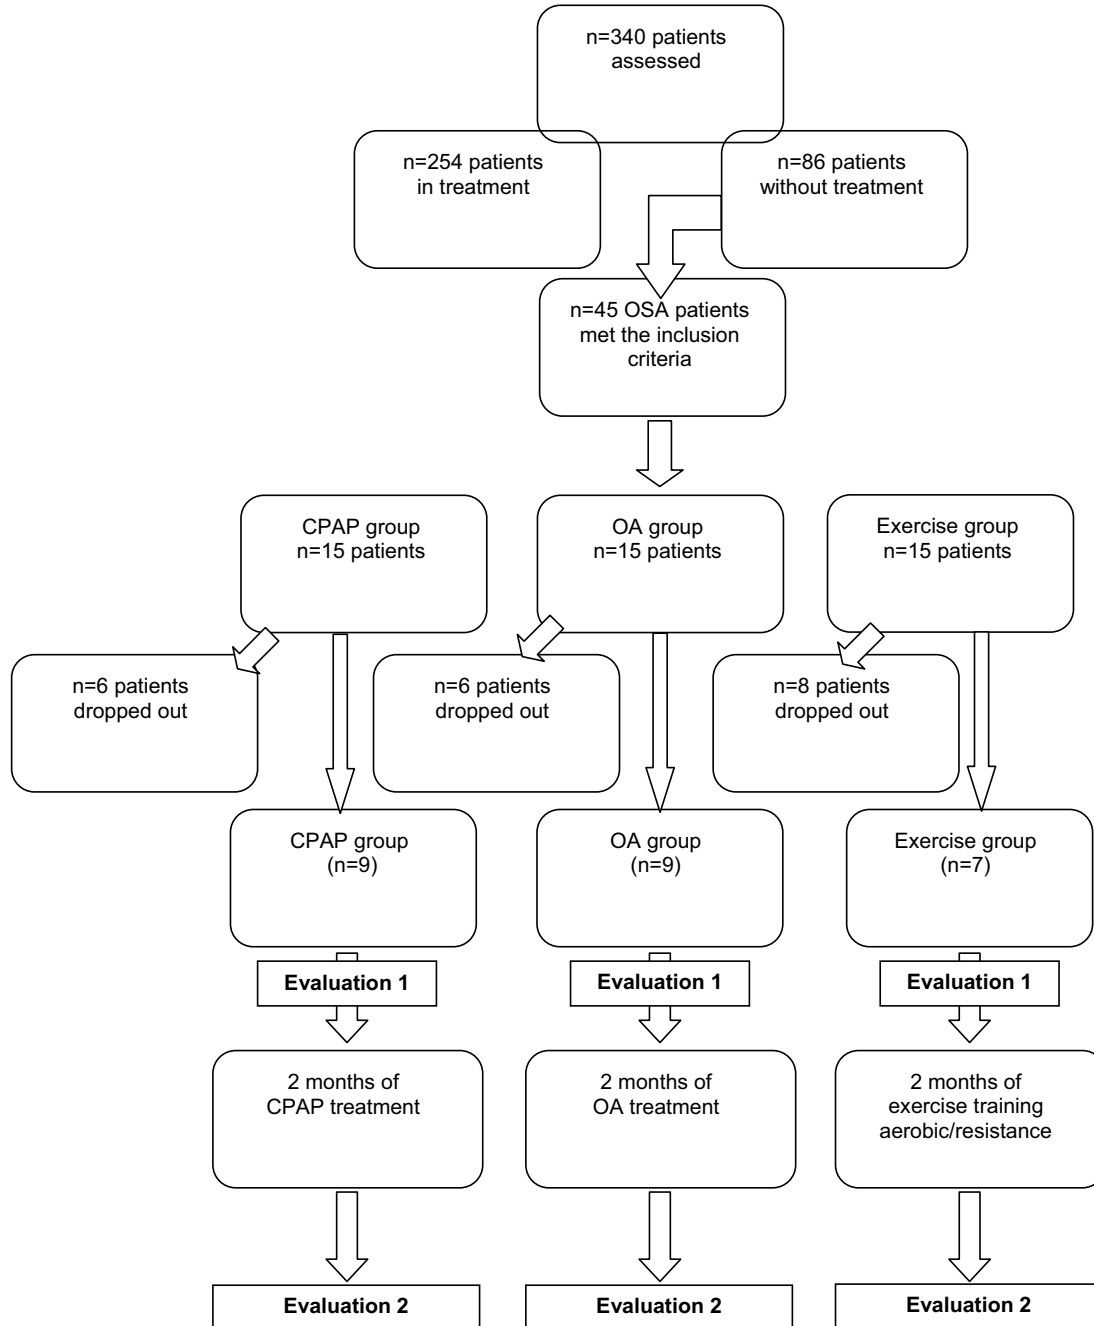 n=340 patients
assessed
n=254 patients
in treatment
n=86 patients
without treatment
n=45 OSA patients
met the inclusion
criteria
CPAP group
n=15 patients
OA group
n=15 patients
Exercise group
n=15 patients
n=6 patients
dropped out
n=6 patients
dropped out
n=8 patients
dropped out
CPAP group
(n=9)
OA group
(n=9)
Exercise group
(n=7)
Evaluation 1
Evaluation 1
Evaluation 1
2 months of
CPAP treatment
2 months of
OA treatment
2 months of
exercise training
aerobic/resistance
Evaluation 2
Evaluation 2
Evaluation 2